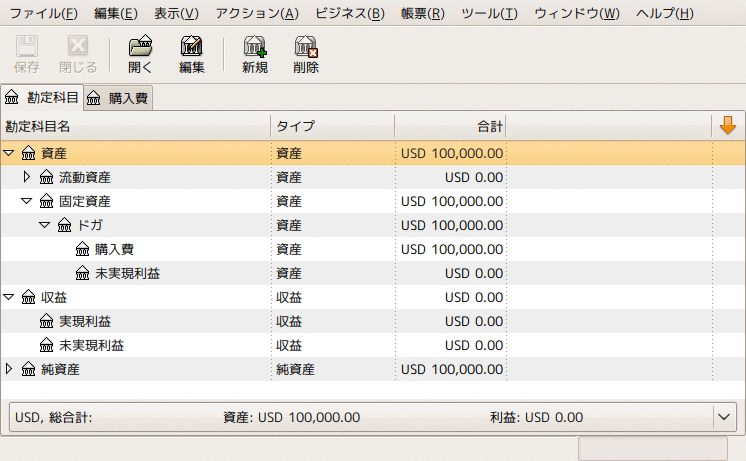 ファイル(F) 編集(E) 表示(V) アクション(A) ビジネス(B) 帳票(R) ツール(T) ウィンドウ(W) ヘルプ(H)
保存 閉じる 開く 編集 新規 削除
勘定科目 購入費
勘定科目名 タイプ 合計
資産 資産 USD 100,000.00
流動資産 資産 USD 0.00
固定資産 資産 USD 100,000.00
ドガ 資産 USD 100,000.00
購入費 資産 USD 100,000.00
未実現利益 資産 USD 0.00
収益 収益 USD 0.00
実現利益 収益 USD 0.00
未実現利益 収益 USD 0.00
純資産 純資産 USD 100,000.00
USD, 総合計: 資産: USD 100,000.00 利益: USD 0.00